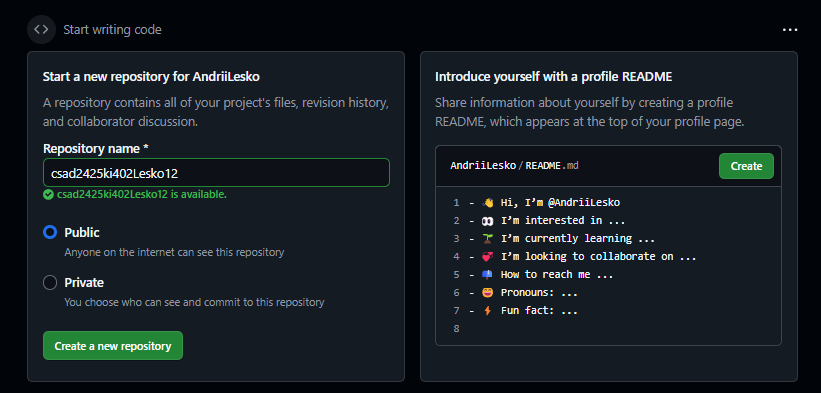 Start writing code
Start a new repository for AndriiLesko
A repository contains all of your project's files, revision history,
and collaborator discussion.
Repository name *
csad2425ki402Lesko12
csad2425ki402Lesko12 is available.
Public
Anyone on the internet can see this repository
Private
You choose who can see and commit to this repository
Create a new repository
Introduce yourself with a profile README
Share information about yourself by creating a profile
README, which appears at the top of your profile page.
AndriiLesko / README.md
Create
1 - 👋 Hi, I’m @AndriiLesko
2 - 👀 I’m interested in ...
3 - 🌱 I’m currently learning ...
4 - 💞️ I’m looking to collaborate on ...
5 - 📫 How to reach me ...
6 - 😄 Pronouns: ...
7 - ⚡ Fun fact: ...
8